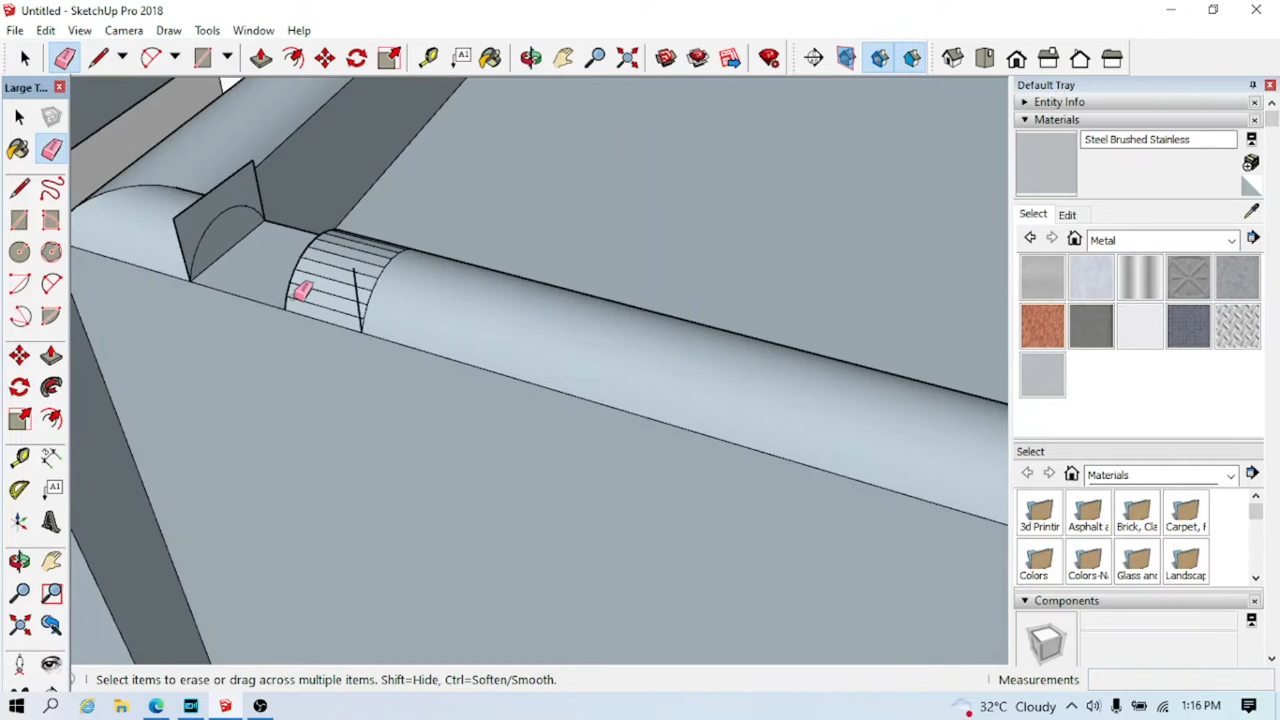 Untitled - SketchUp Pro 2018
File Edit View Camera Draw Tools Window Help
A1
Large T...
A1
Default Tray
Entity Info
Materials
Steel Brushed Stainless
Select Edit
Metal
Select
Materials
3d Printir Asphalt a Brick, Cla Carpet, F
Colors Colors-N Glass and Landscap
Components
Select items to erase or drag across multiple items. Shift=Hide, Ctrl=Soften/Smooth.
Measurements
32°C Cloudy 1:16 PM